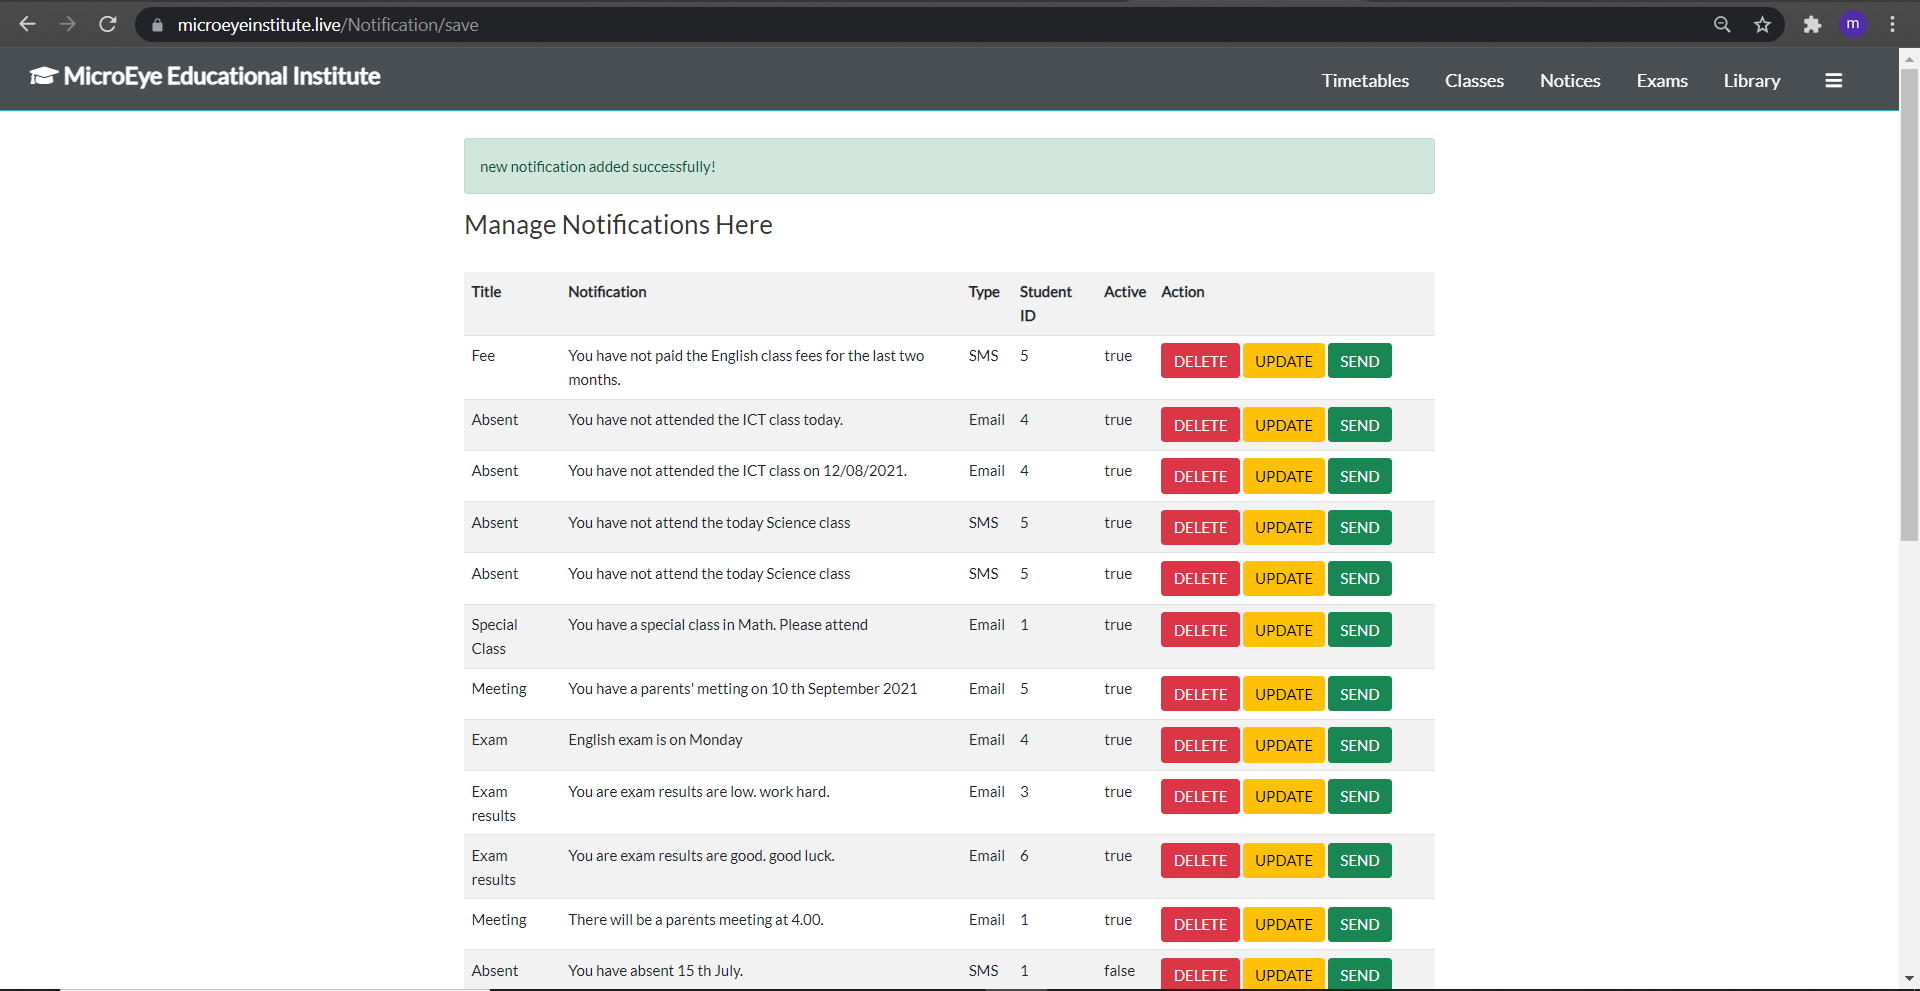 microeyeinstitute.live/Notification/save
m
MicroEye Educational Institute
Timetables Classes Notices Exams Library
new notification added successfully!
Manage Notifications Here
Title Notification Type Student Active Action
ID
Fee You have not paid the English class fees for the last two SMS 5 true DELETE UPDATE SEND
months.
Absent You have not attended the ICT class today. Email 4 true DELETE UPDATE SEND
Absent You have not attended the ICT class on 12/08/2021. Email 4 true DELETE UPDATE SEND
Absent You have not attend the today Science class SMS 5 true DELETE UPDATE SEND
Absent You have not attend the today Science class SMS 5 true DELETE UPDATE SEND
Special You have a special class in Math. Please attend Email 1 true DELETE UPDATE SEND
Class
Meeting You have a parents' metting on 10 th September 2021 Email 5 true DELETE UPDATE SEND
Exam English exam is on Monday Email 4 true DELETE UPDATE SEND
Exam You are exam results are low. work hard. Email 3 true DELETE UPDATE SEND
results
Exam You are exam results are good. good luck. Email 6 true DELETE UPDATE SEND
results
Meeting There will be a parents meeting at 4.00. Email 1 true DELETE UPDATE SEND
Absent You have absent 15 th July. SMS 1 false DELETE UPDATE SEND